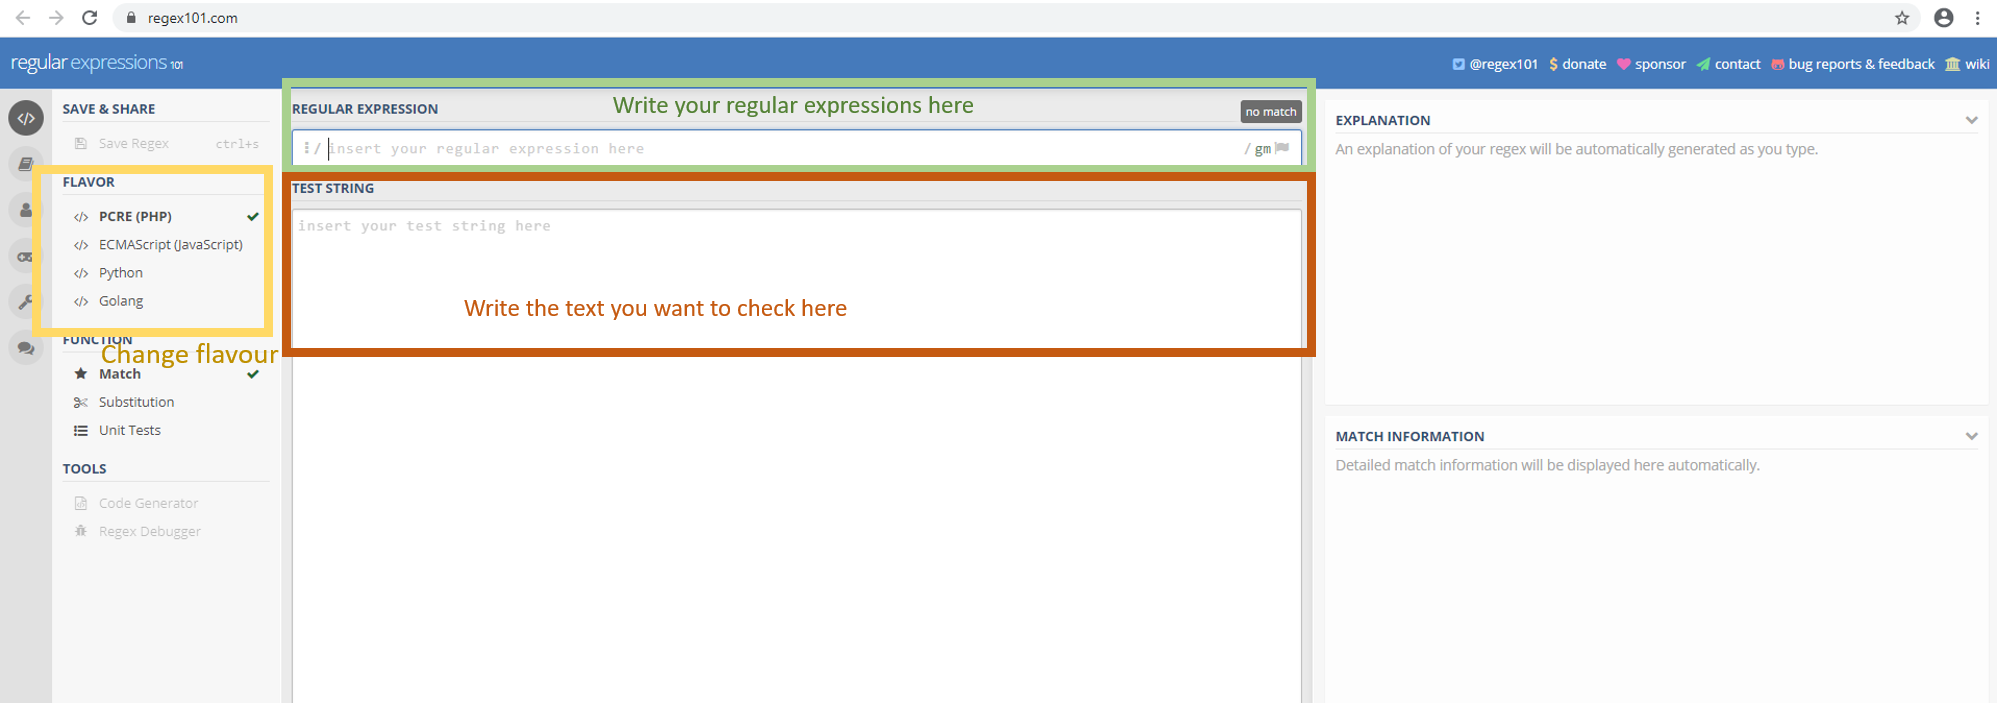 regex101.com
regular expressions 101
@regex101 donate sponsor contact bug reports & feedback wiki
SAVE & SHARE
Save Regex ctrl+s
FLAVOR
</> PCRE (PHP)
</> ECMAScript (JavaScript)
</> Python
</> Golang
Change flavour
FUNCTION
Match
Substitution
Unit Tests
TOOLS
Code Generator
Regex Debugger
REGULAR EXPRESSION
Write your regular expressions here
no match
/ insert your regular expression here / gm
TEST STRING
insert your test string here
Write the text you want to check here
EXPLANATION
An explanation of your regex will be automatically generated as you type.
MATCH INFORMATION
Detailed match information will be displayed here automatically.